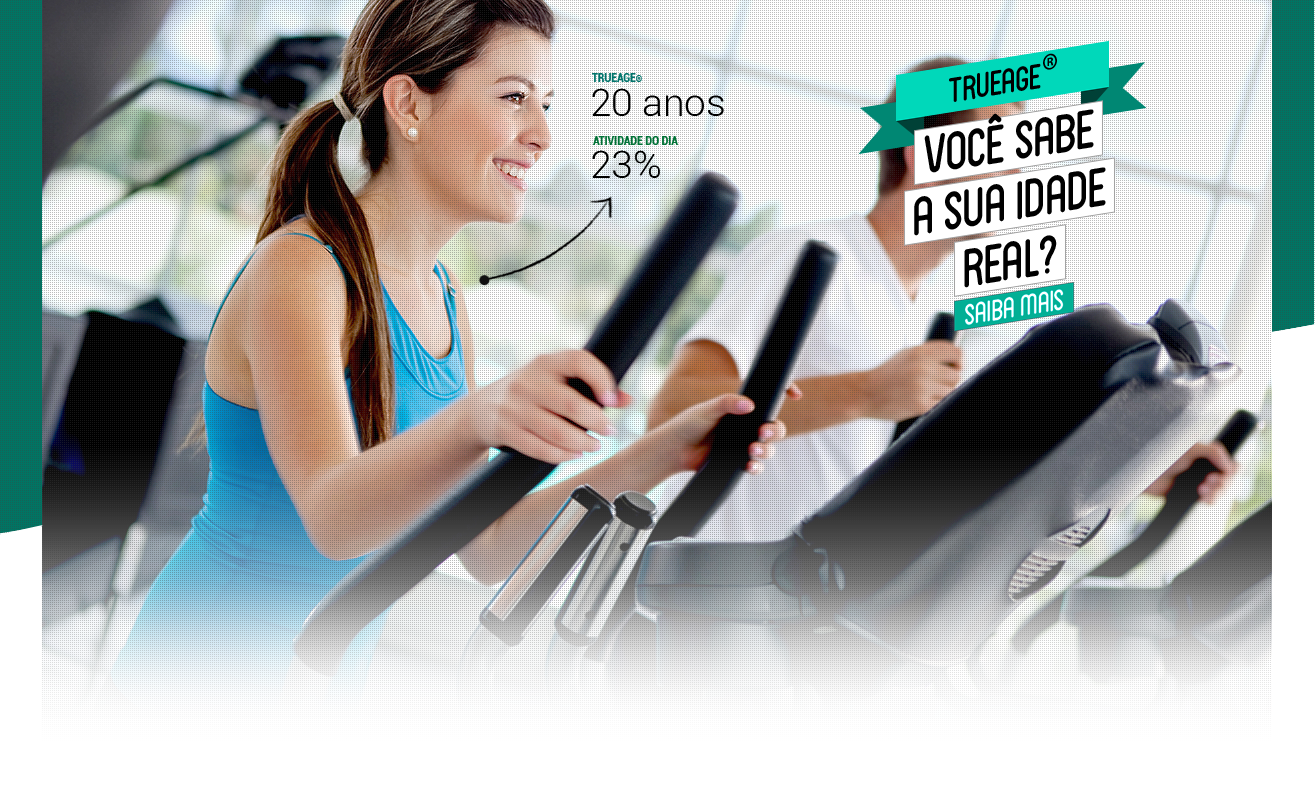 TRUEAGE®
20 anos
ATIVIDADE DO DIA
23%
TRUEAGE®
VOCÊ SABE
A SUA IDADE
REAL?
SAIBA MAIS